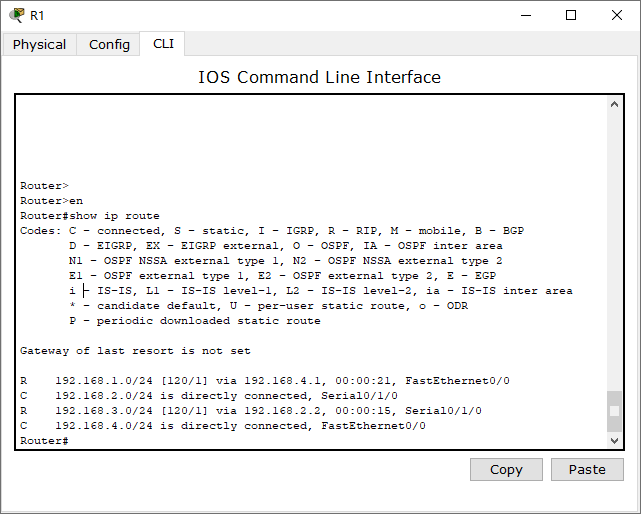 R1
Physical Config CLI
IOS Command Line Interface
Router>
Router>en
Router#show ip route
Codes: C - connected, S - static, I - IGRP, R - RIP, M - mobile, B - BGP
       D - EIGRP, EX - EIGRP external, O - OSPF, IA - OSPF inter area
       N1 - OSPF NSSA external type 1, N2 - OSPF NSSA external type 2
       E1 - OSPF external type 1, E2 - OSPF external type 2, E - EGP
       i - IS-IS, L1 - IS-IS level-1, L2 - IS-IS level-2, ia - IS-IS inter area
       * - candidate default, U - per-user static route, o - ODR
       P - periodic downloaded static route
Gateway of last resort is not set
R    192.168.1.0/24 [120/1] via 192.168.4.1, 00:00:21, FastEthernet0/0
C    192.168.2.0/24 is directly connected, Serial0/1/0
R    192.168.3.0/24 [120/1] via 192.168.2.2, 00:00:15, Serial0/1/0
C    192.168.4.0/24 is directly connected, FastEthernet0/0
Router#
Copy Paste